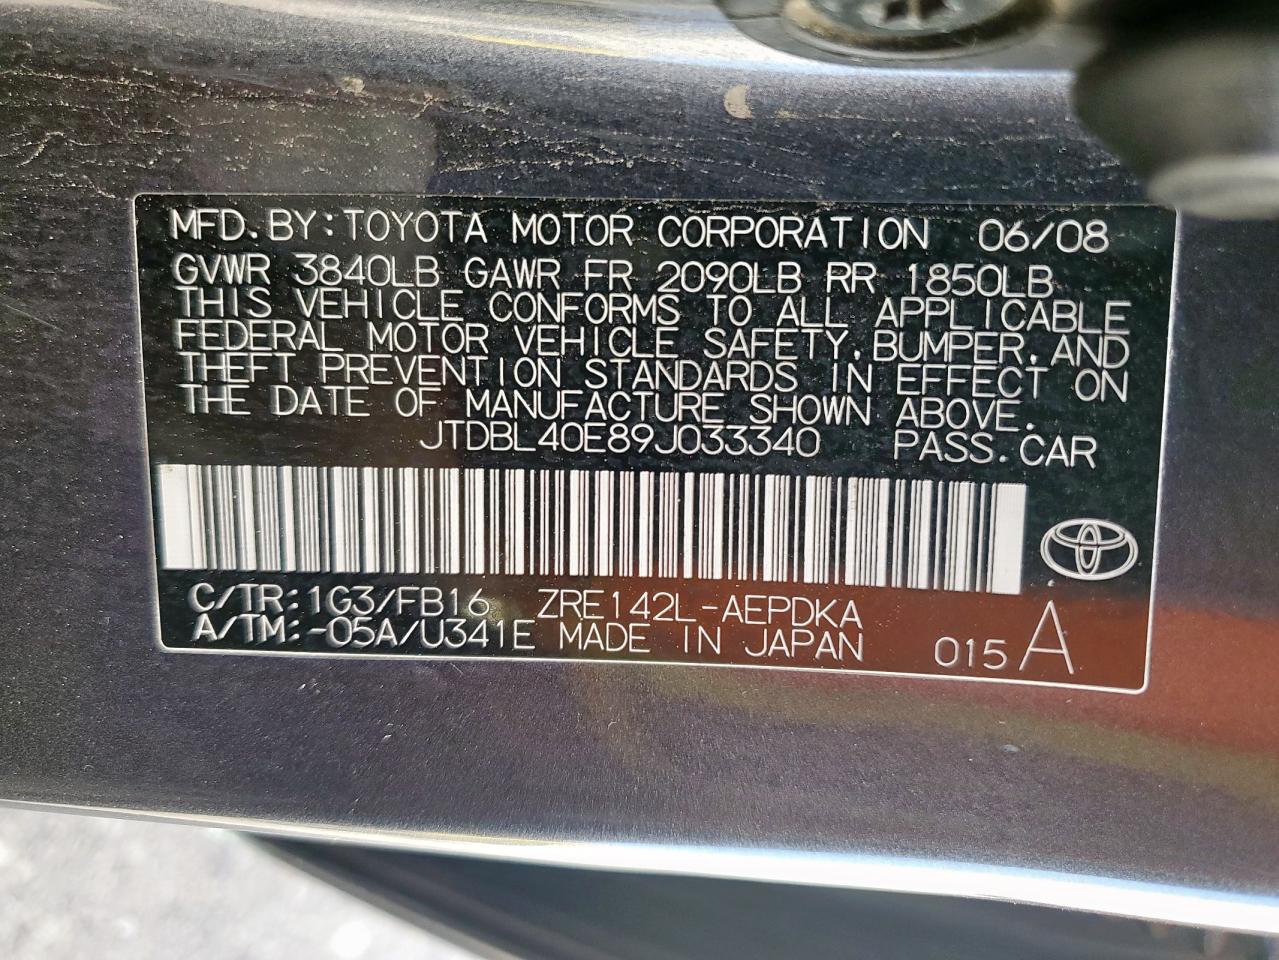 MFD. BY: TOYOTA MOTOR CORPORATION 06/08
GVWR 3840LB GAWR FR 2090LB RR 1850LB
THIS VEHICLE CONFORMS TO ALL APPLICABLE
FEDERAL MOTOR VEHICLE SAFETY, BUMPER, AND
THEFT PREVENTION STANDARDS IN EFFECT ON
THE DATE OF MANUFACTURE SHOWN ABOVE.
JTDBL40E89J033340 PASS. CAR
C/TR: 1G3/FB16 ZRE142L-AEPDKA
A/TM: -05A/U341E MADE IN JAPAN 015 A